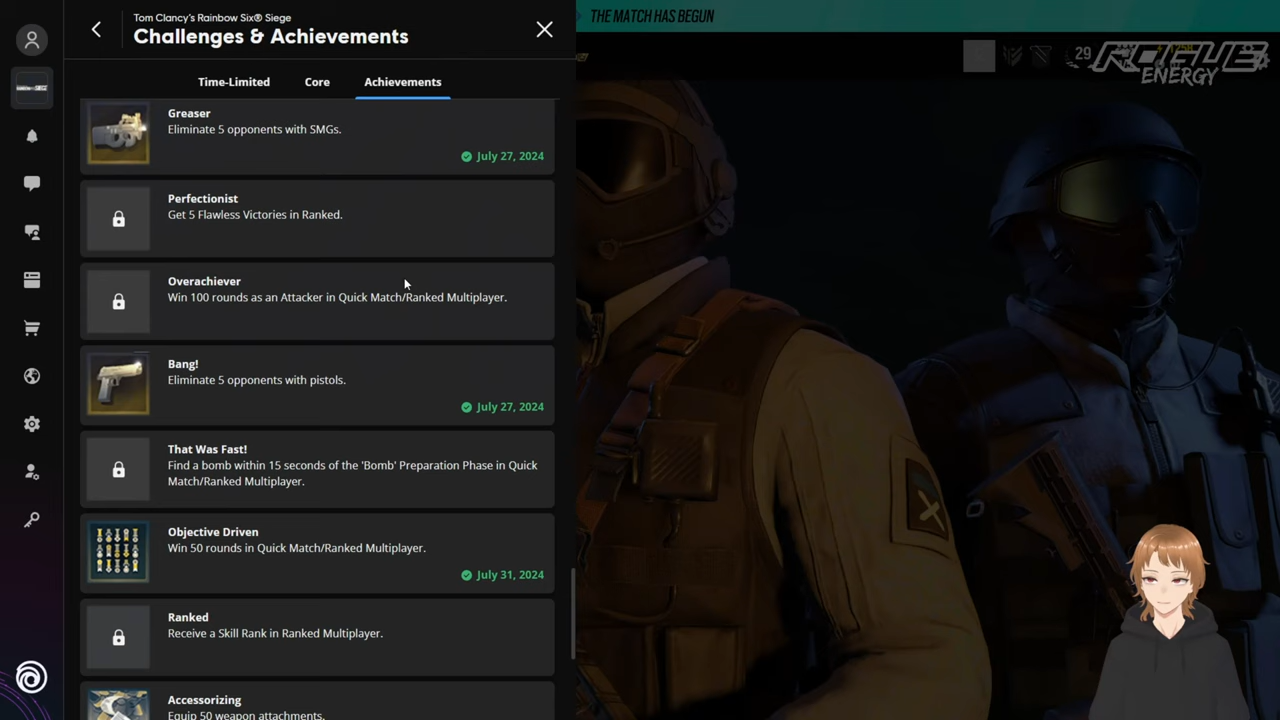 Tom Clancy's Rainbow Six® Siege
Challenges & Achievements
THE MATCH HAS BEGUN
29
ROGUE
ENERGY
Time-Limited
Core
Achievements
Greaser
Eliminate 5 opponents with SMGs.
July 27, 2024
Perfectionist
Get 5 Flawless Victories in Ranked.
Overachiever
Win 100 rounds as an Attacker in Quick Match/Ranked Multiplayer.
Bang!
Eliminate 5 opponents with pistols.
July 27, 2024
That Was Fast!
Find a bomb within 15 seconds of the 'Bomb' Preparation Phase in Quick
Match/Ranked Multiplayer.
Objective Driven
Win 50 rounds in Quick Match/Ranked Multiplayer.
July 31, 2024
Ranked
Receive a Skill Rank in Ranked Multiplayer.
Accessorizing
Equip 50 weapon attachments.